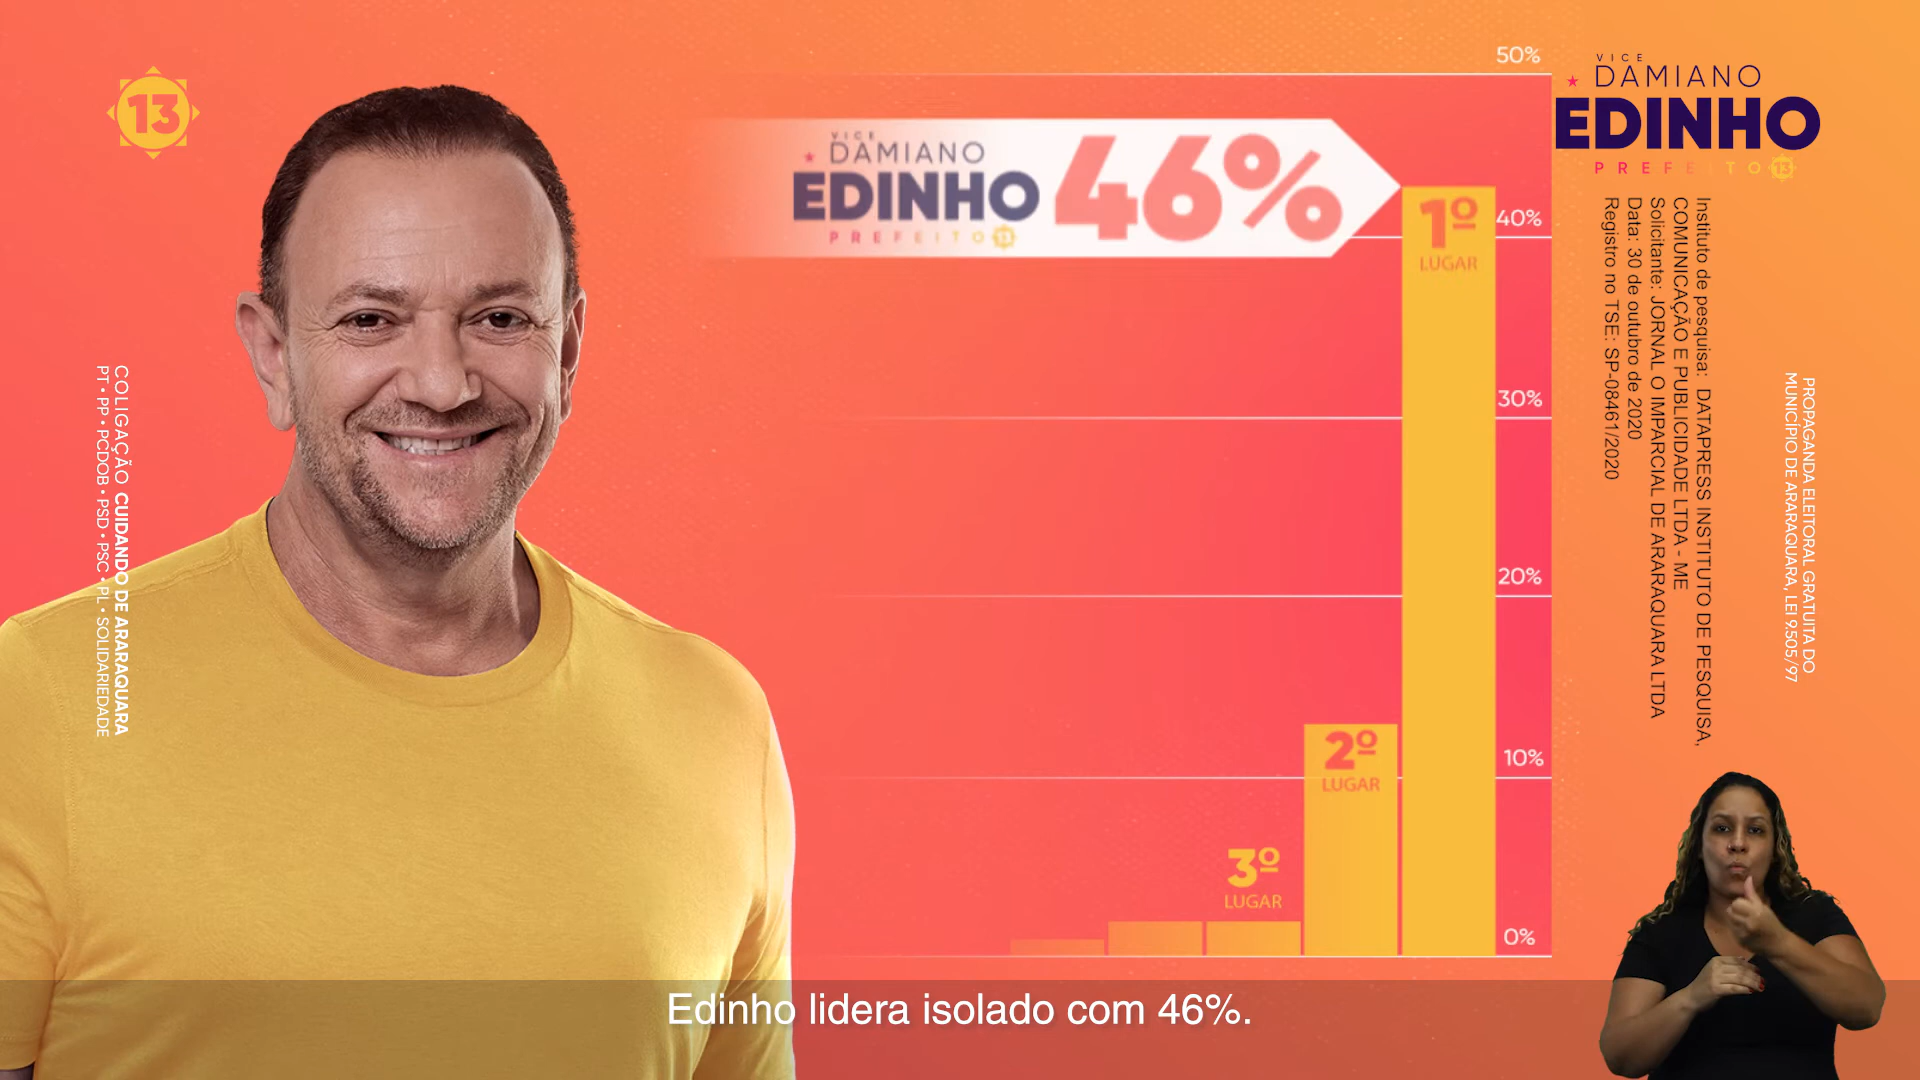 13
COLIGAÇÃO CUIDANDO DE ARARAQUARA
PT • PP • PCDOB • PSD • PSC • PL • SOLIDARIEDADE
VICE
DAMIANO
EDINHO
PREFEITO 13
46%
1º
LUGAR
2º
LUGAR
3º
LUGAR
50%
40%
30%
20%
10%
0%
VICE
DAMIANO
EDINHO
PREFEITO 13
Instituto de pesquisa: DATAPRESS INSTITUTO DE PESQUISA,
COMUNICAÇÃO E PUBLICIDADE LTDA - ME
Solicitante: JORNAL O IMPARCIAL DE ARARAQUARA LTDA
Data: 30 de outubro de 2020
Registro no TSE: SP-08461/2020
PROPAGANDA ELEITORAL GRATUITA DO
MUNICÍPIO DE ARARAQUARA, LEI 9.505/97
Edinho lidera isolado com 46%.